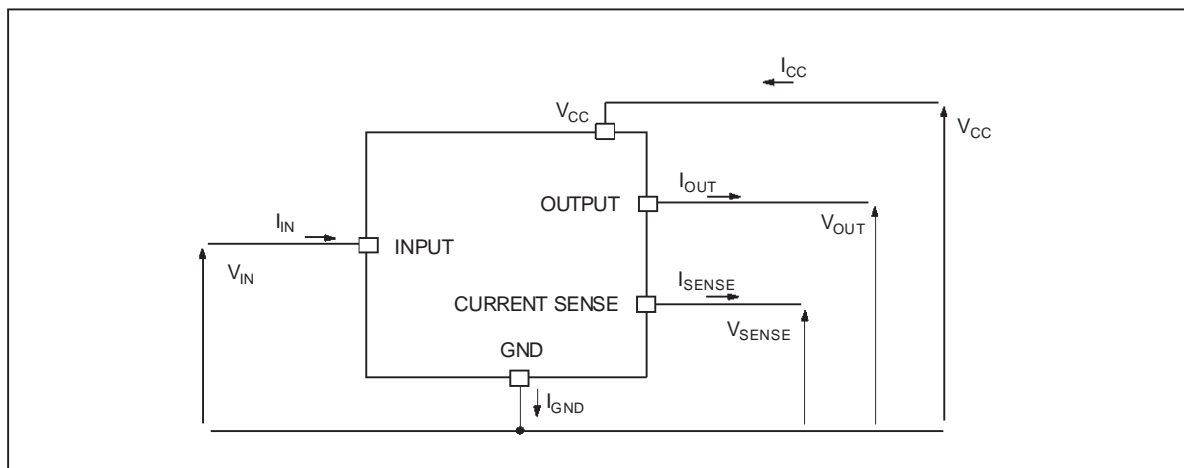 I_CC
V_CC
V_CC
I_OUT
OUTPUT
V_OUT
I_IN
INPUT
V_IN
I_SENSE
CURRENT SENSE
V_SENSE
GND
I_GND